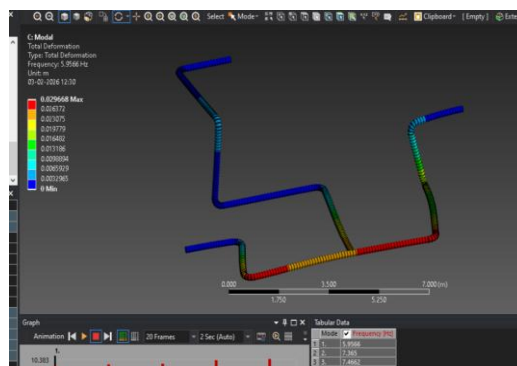 Select Mode Clipboard [Empty]
C: Modal
Total Deformation
Type: Total Deformation
Frequency: 5.9566 Hz
Unit: m
03-02-2026 12:30
0.029668 Max
0.026372
0.023075
0.019779
0.016482
0.013186
0.0098894
0.0065929
0.0032965
0 Min
0.000 3.500 7.000 (m)
1.750 5.250
Graph
Tabular Data
Animation 20 Frames 2 Sec (Auto)
Mode Frequency [Hz]
1 1. 5.9566
2 2. 7.365
3 3. 7.4662
1.
10.383